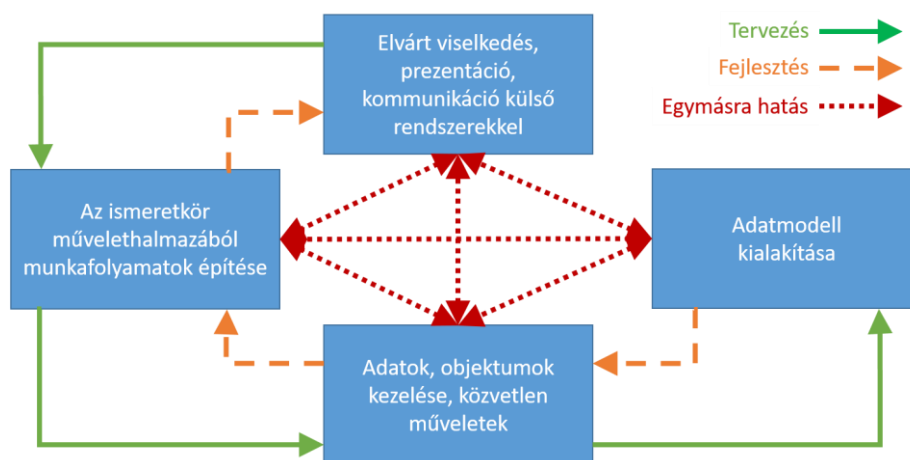 Elvárt viselkedés,
prezentáció,
kommunikáció külső
rendszerekkel
Tervezés
Fejlesztés
Egymásra hatás
Az ismeretkör
művelethalmazából
munkafolyamatok építése
Adatmodell
kialakítása
Adatok, objektumok
kezelése, közvetlen
műveletek